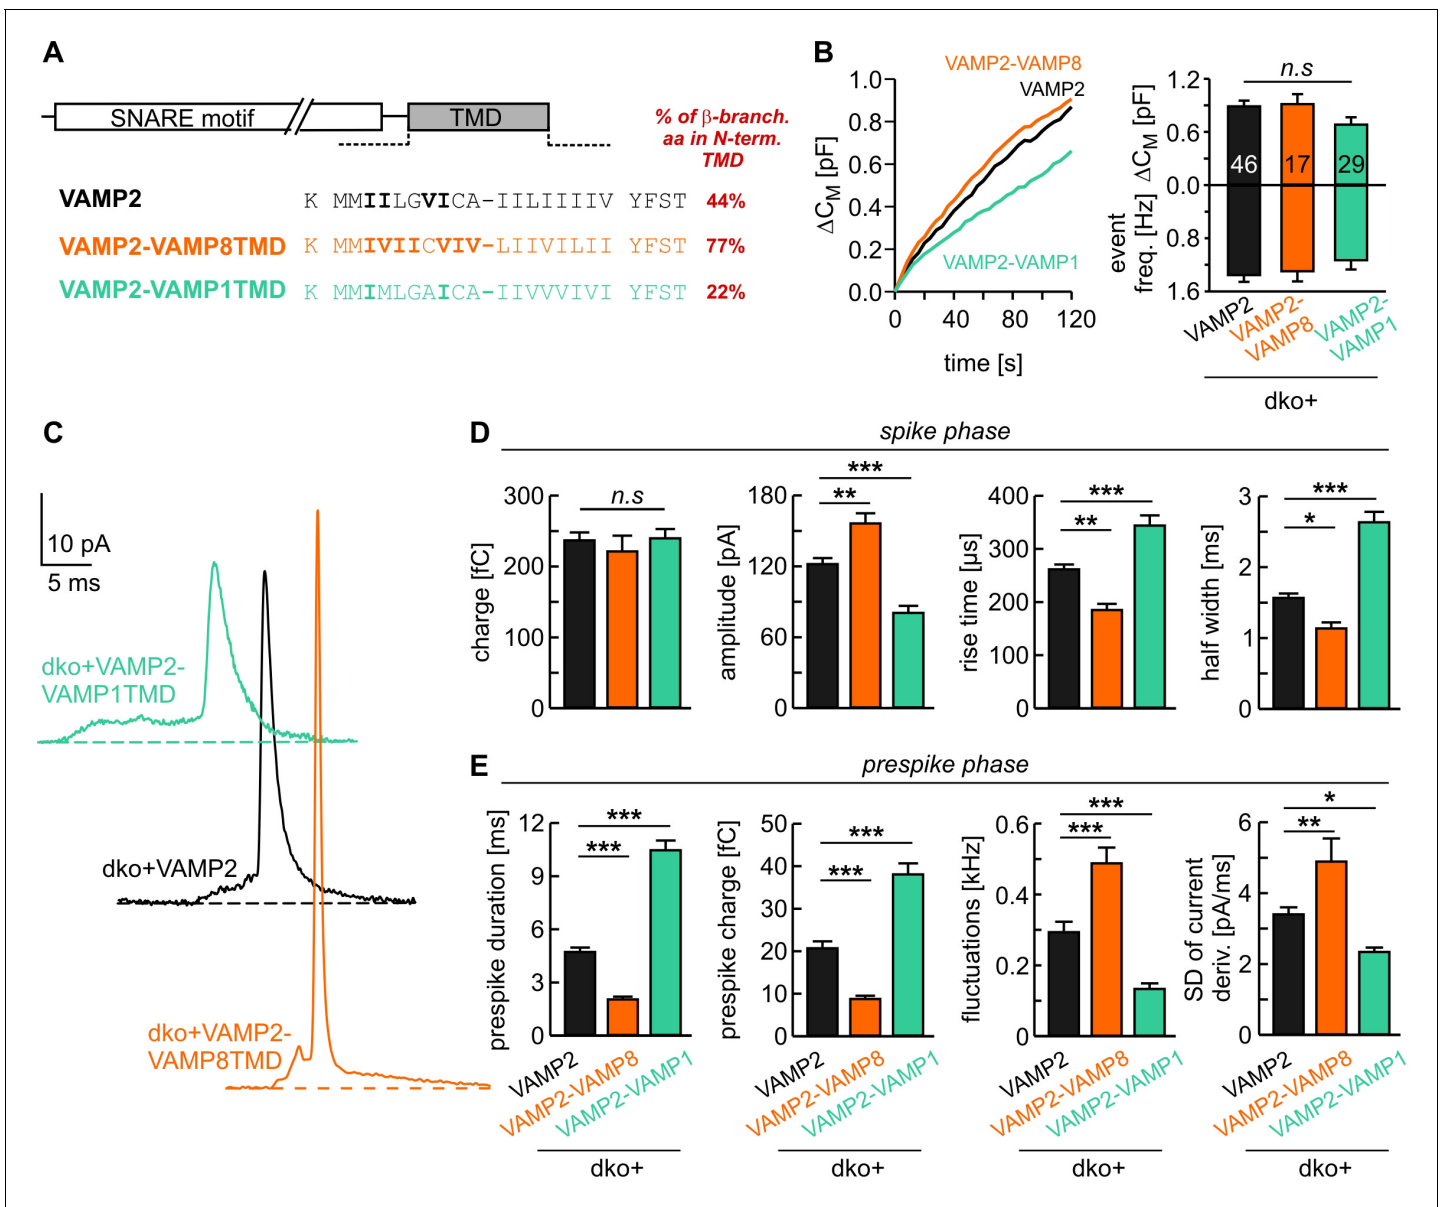 A
SNARE motif
TMD
% of β-branch.
aa in N-term.
TMD
VAMP2
K MMIILGVICA-IILIIIIV YFST
44%
VAMP2-VAMP8TMD
K MMIVIICVIV-LIIVILII YFST
77%
VAMP2-VAMP1TMD
K MMIMLGAICA-IIVVVIVI YFST
22%
B
ΔCM [pF]
1.0
0.8
0.6
0.4
0.2
0.0
0
40
80
120
time [s]
VAMP2-VAMP8
VAMP2
VAMP2-VAMP1
event
freq. [Hz]
ΔCM [pF]
1.2
0.6
0.0
0.8
1.6
n.s
46
17
29
VAMP2
VAMP2-
VAMP8
VAMP2-
VAMP1
dko+
C
10 pA
5 ms
dko+VAMP2-
VAMP1TMD
dko+VAMP2
dko+VAMP2-
VAMP8TMD
D
spike phase
charge [fC]
300
200
100
0
n.s
amplitude [pA]
180
120
60
0
***
**
rise time [µs]
400
300
200
100
0
***
**
half width [ms]
3
2
1
0
***
*
E
prespike phase
prespike duration [ms]
12
9
6
3
0
***
***
VAMP2
VAMP2-VAMP8
VAMP2-VAMP1
dko+
prespike charge [fC]
50
40
30
20
10
0
***
***
VAMP2
VAMP2-VAMP8
VAMP2-VAMP1
dko+
fluctuations [kHz]
0.6
0.4
0.2
0
***
***
VAMP2
VAMP2-VAMP8
VAMP2-VAMP1
dko+
SD of current
deriv. [pA/ms]
6
4
2
0
*
**
VAMP2
VAMP2-VAMP8
VAMP2-VAMP1
dko+